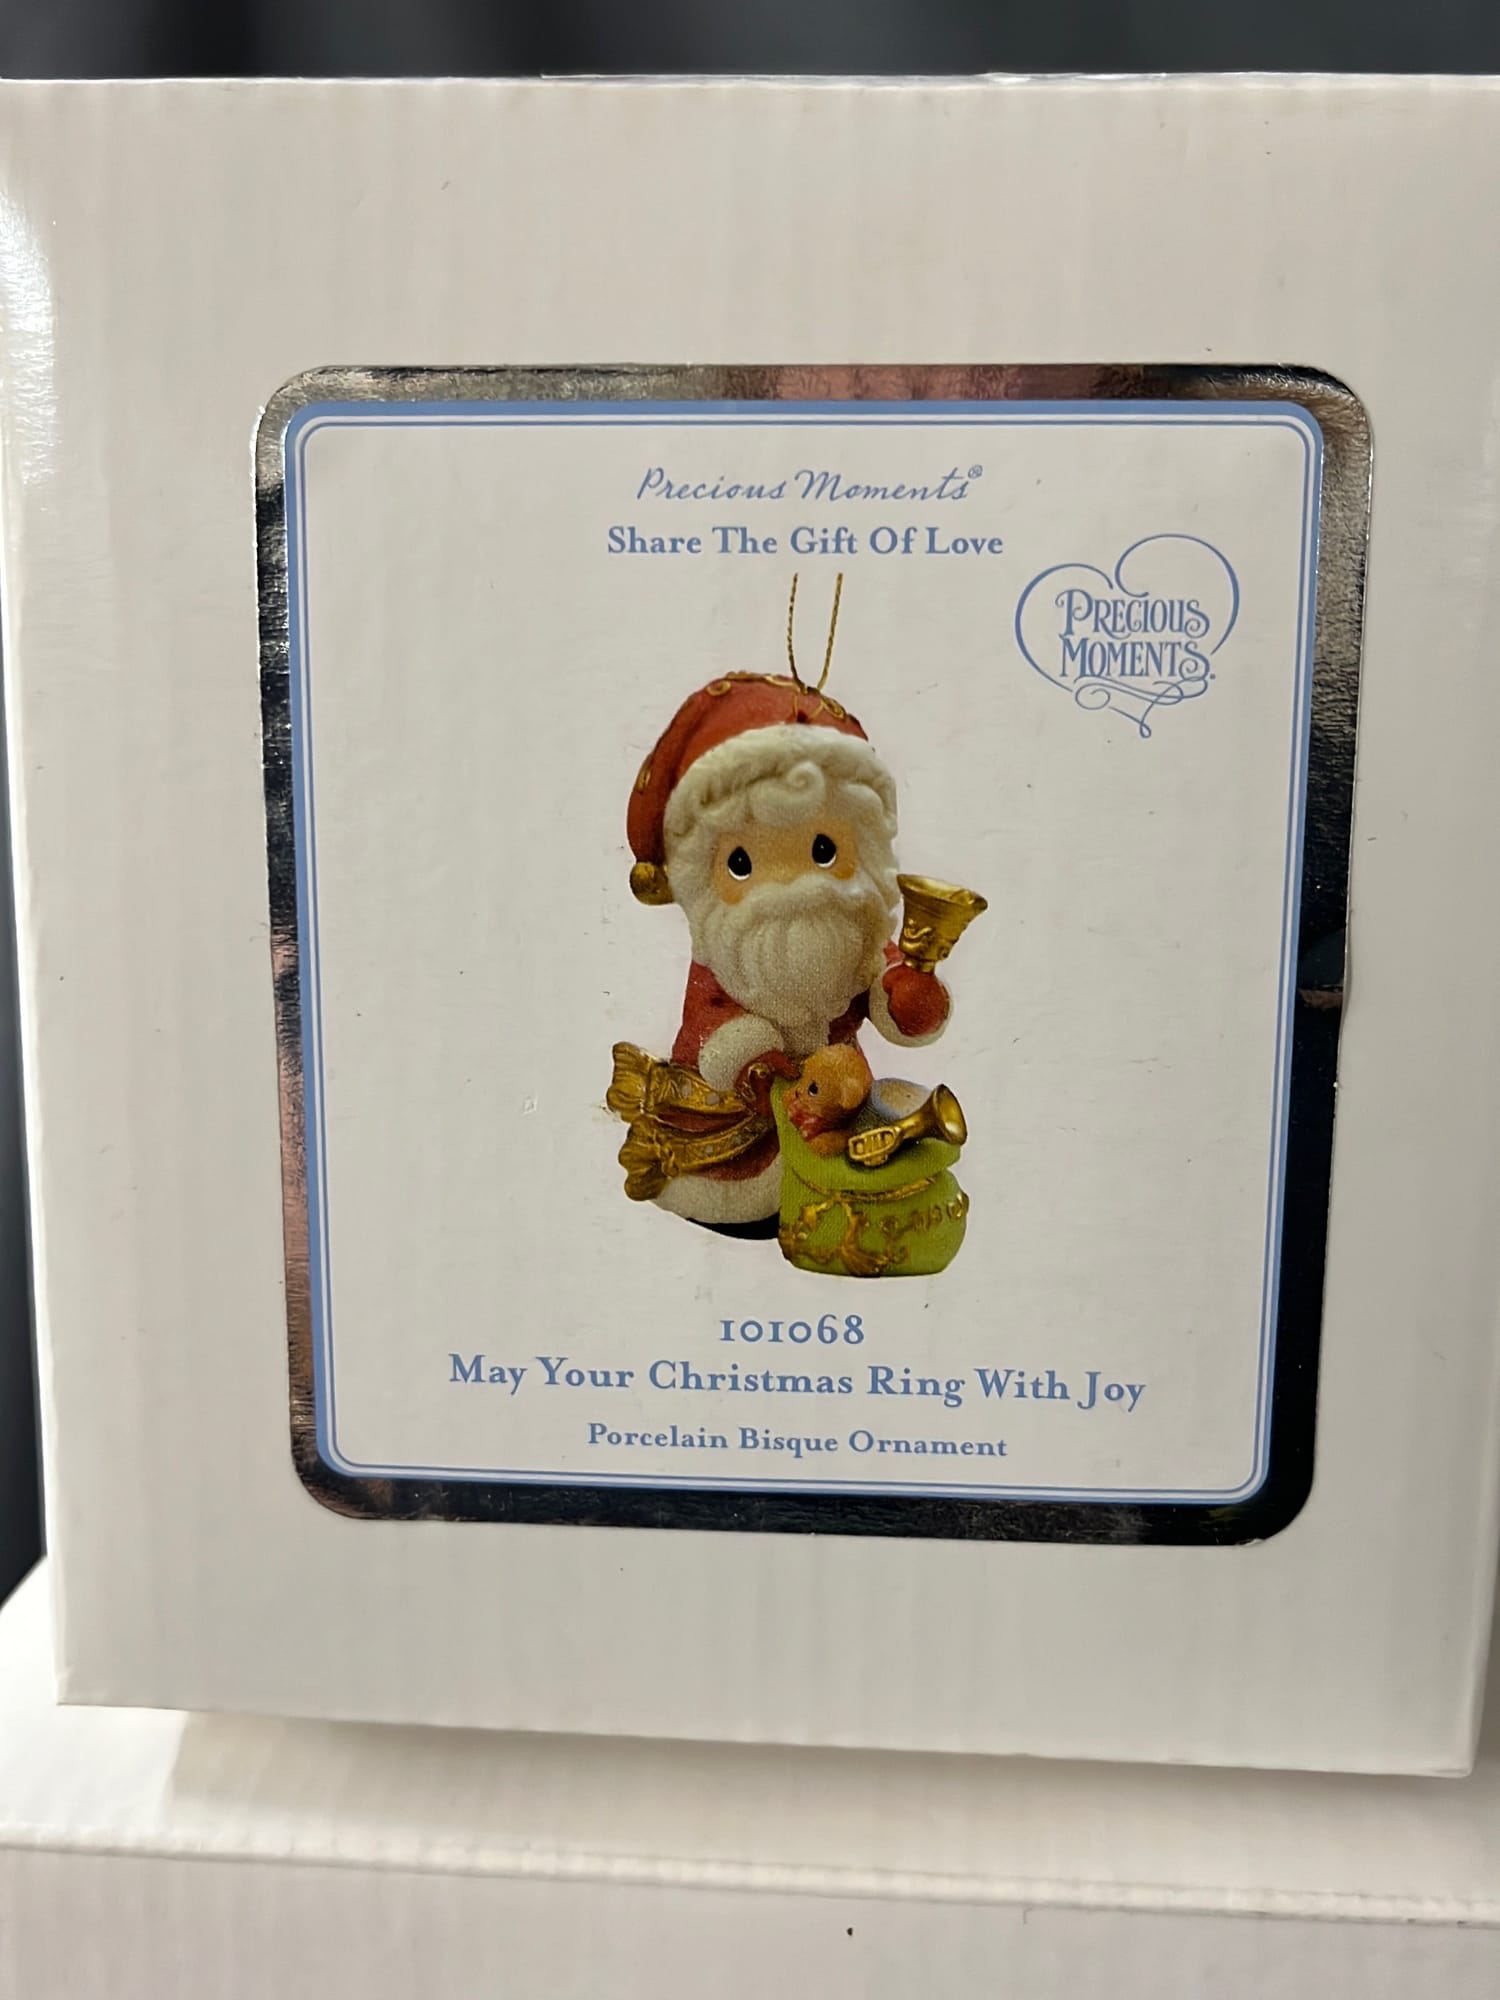 Precious Moments®
Share The Gift Of Love
PRECIOUS
MOMENTS
101068
May Your Christmas Ring With Joy
Porcelain Bisque Ornament